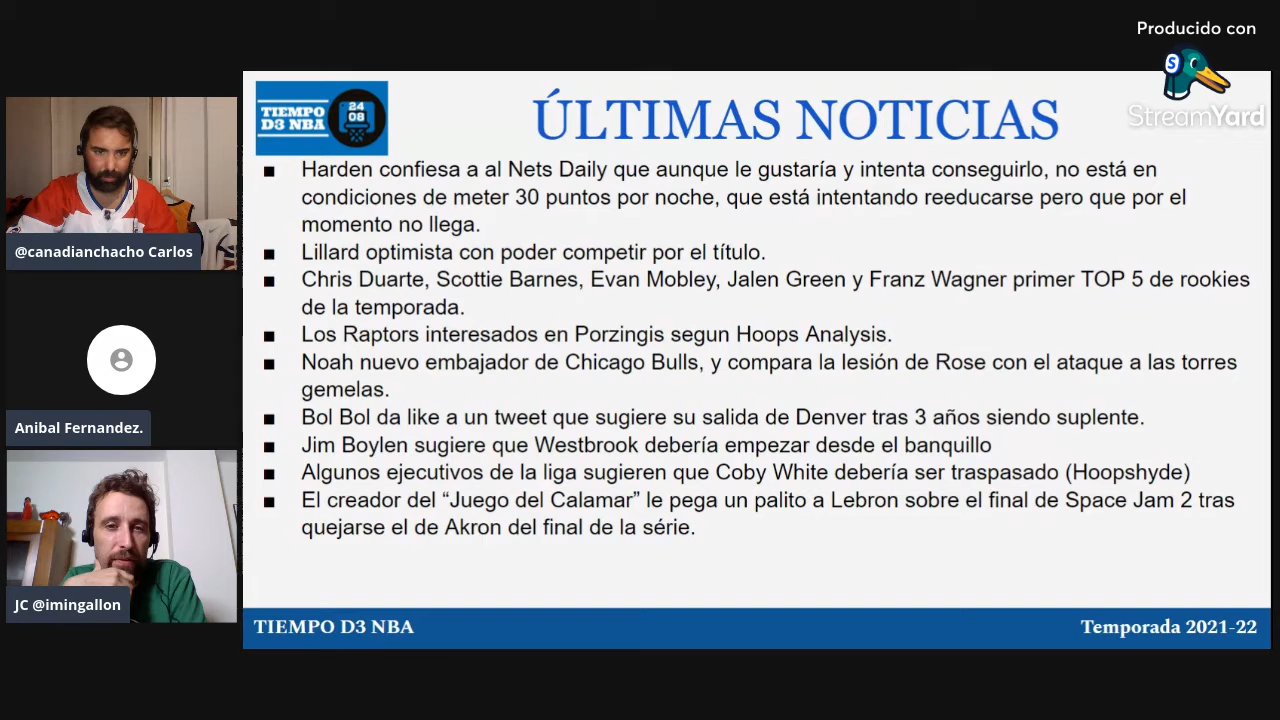 Producido con
StreamYard
TIEMPO
D3 NBA
24
08
ÚLTIMAS NOTICIAS
■ Harden confiesa a al Nets Daily que aunque le gustaría y intenta conseguirlo, no está en
condiciones de meter 30 puntos por noche, que está intentando reeducarse pero que por el
momento no llega.
■ Lillard optimista con poder competir por el título.
■ Chris Duarte, Scottie Barnes, Evan Mobley, Jalen Green y Franz Wagner primer TOP 5 de rookies
de la temporada.
■ Los Raptors interesados en Porzingis segun Hoops Analysis.
■ Noah nuevo embajador de Chicago Bulls, y compara la lesión de Rose con el ataque a las torres
gemelas.
■ Bol Bol da like a un tweet que sugiere su salida de Denver tras 3 años siendo suplente.
■ Jim Boylen sugiere que Westbrook debería empezar desde el banquillo
■ Algunos ejecutivos de la liga sugieren que Coby White debería ser traspasado (Hoopshyde)
■ El creador del “Juego del Calamar” le pega un palito a Lebron sobre el final de Space Jam 2 tras
quejarse el de Akron del final de la série.
TIEMPO D3 NBA
Temporada 2021-22
@canadianchacho Carlos
Anibal Fernandez.
JC @imingallon